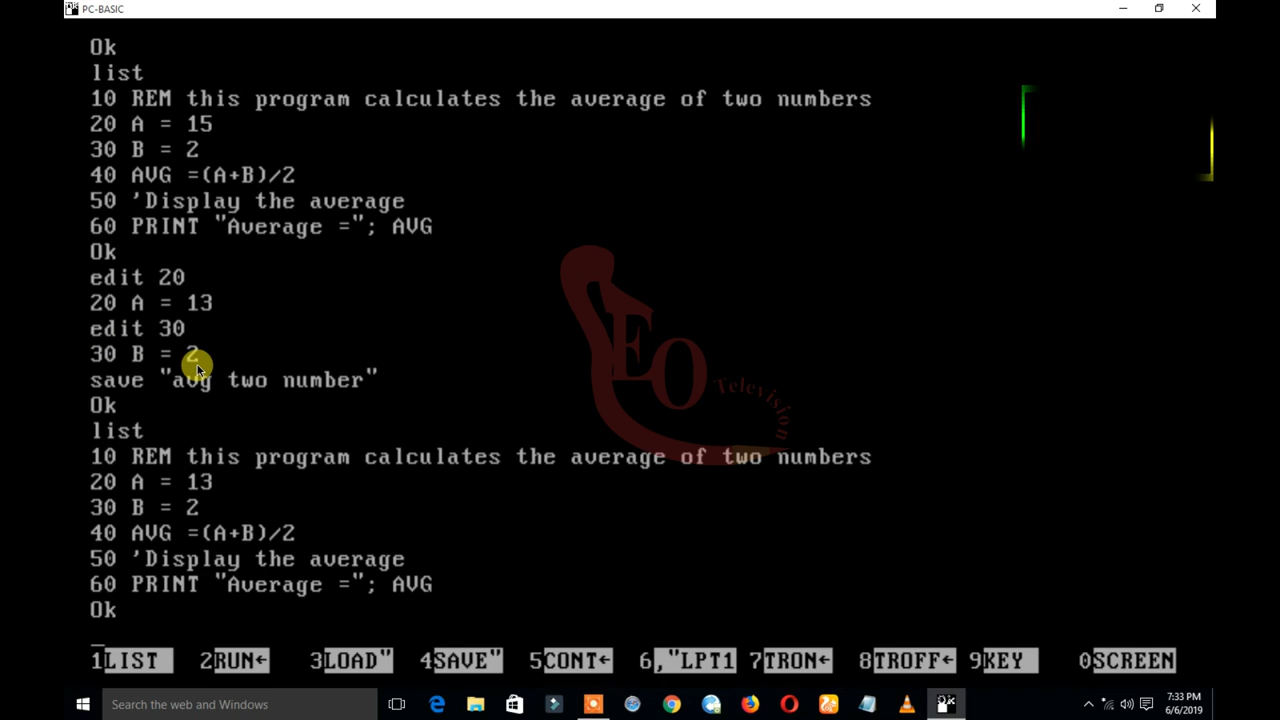 PC-BASIC
Ok
list
10 REM this program calculates the average of two numbers
20 A = 15
30 B = 2
40 AVG =(A+B)/2
50 'Display the average
60 PRINT "Average ="; AVG
Ok
edit 20
20 A = 13
edit 30
30 B = 2
save "avg two number"
Ok
list
10 REM this program calculates the average of two numbers
20 A = 13
30 B = 2
40 AVG =(A+B)/2
50 'Display the average
60 PRINT "Average ="; AVG
Ok
EO Television
1LIST 2RUN← 3LOAD" 4SAVE" 5CONT← 6,"LPT1 7TRON← 8TROFF← 9KEY 0SCREEN
Search the web and Windows
7:33 PM
6/6/2019